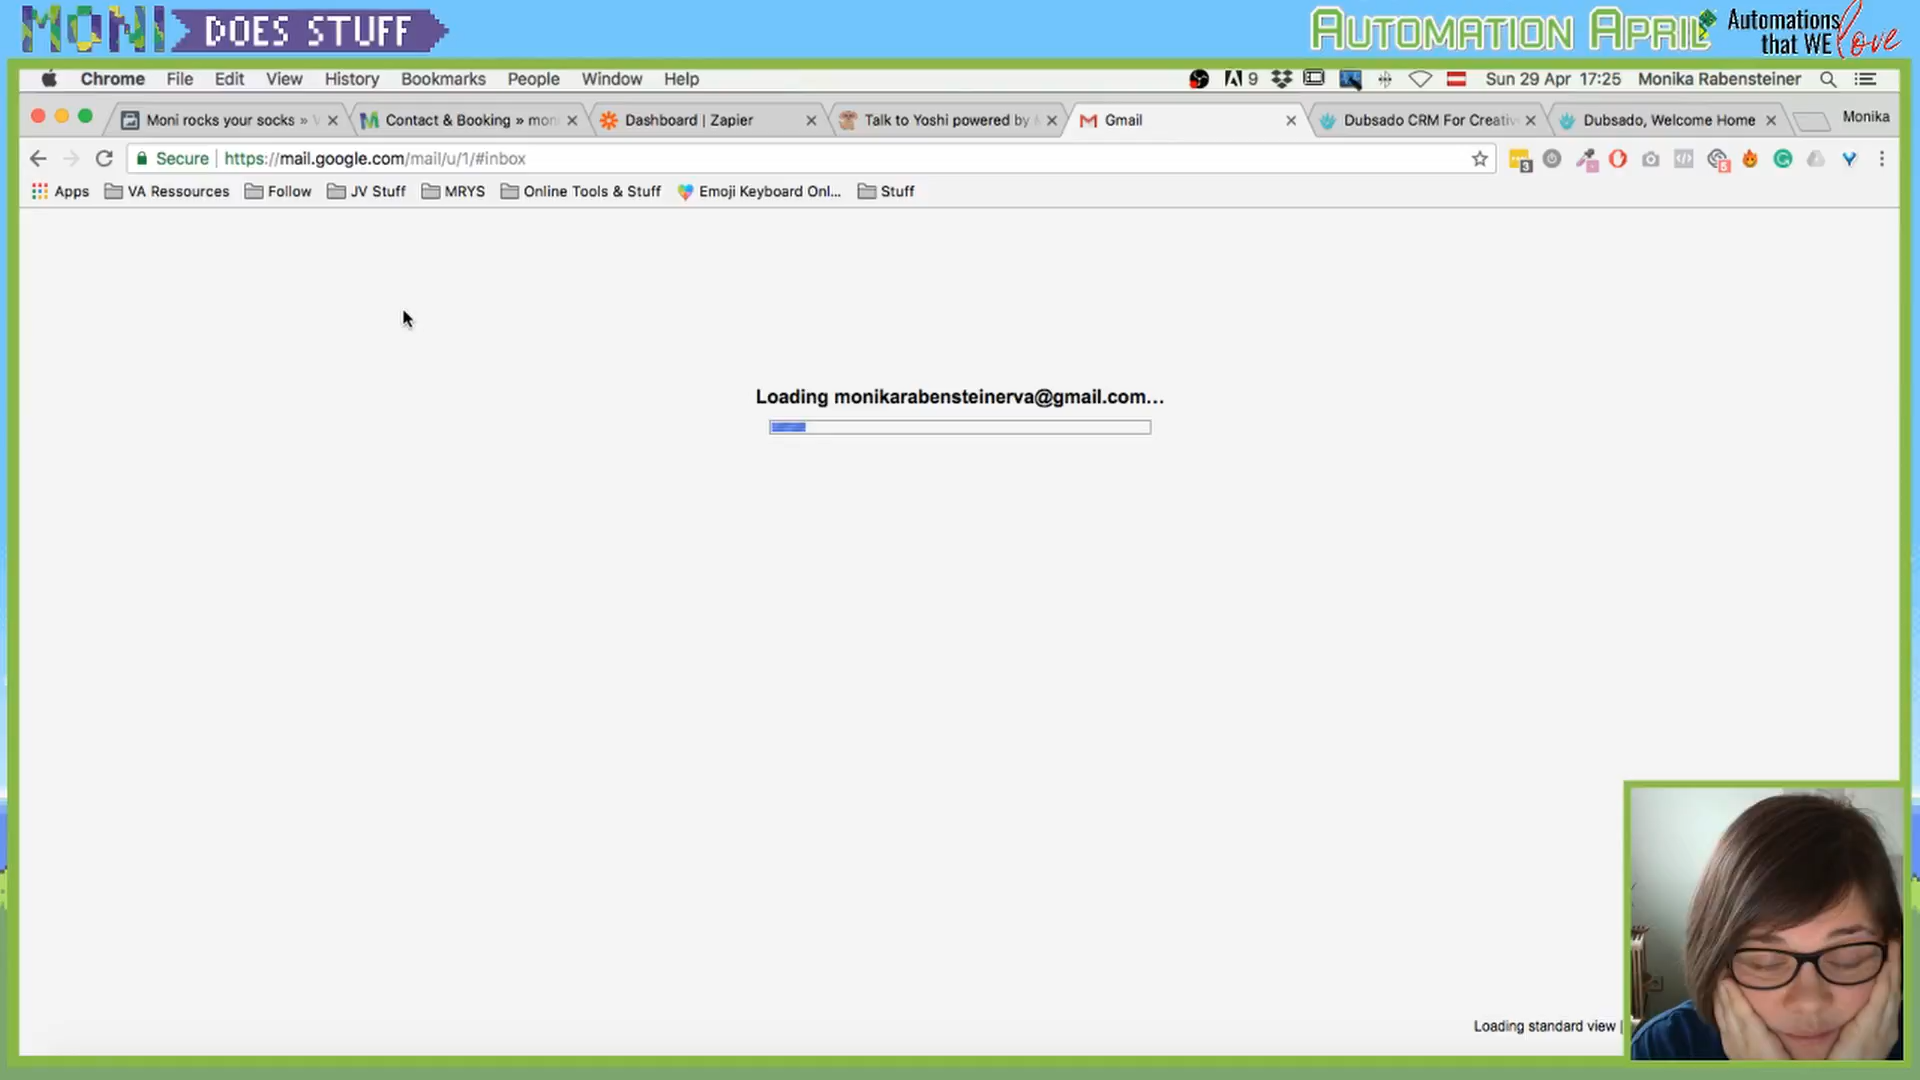 MONI DOES STUFF
AUTOMATION APRIL
Automations
that WE love
Chrome File Edit View History Bookmarks People Window Help
9 Sun 29 Apr 17:25 Monika Rabensteiner
Moni rocks your socks »
Contact & Booking » mon
Dashboard | Zapier
Talk to Yoshi powered by
Gmail
Dubsado CRM For Creativ
Dubsado, Welcome Home
Monika
Secure https://mail.google.com/mail/u/1/#inbox
3 5
Apps VA Ressources Follow JV Stuff MRYS Online Tools & Stuff Emoji Keyboard Onl... Stuff
Loading monikarabensteinerva@gmail.com...
Loading standard view |